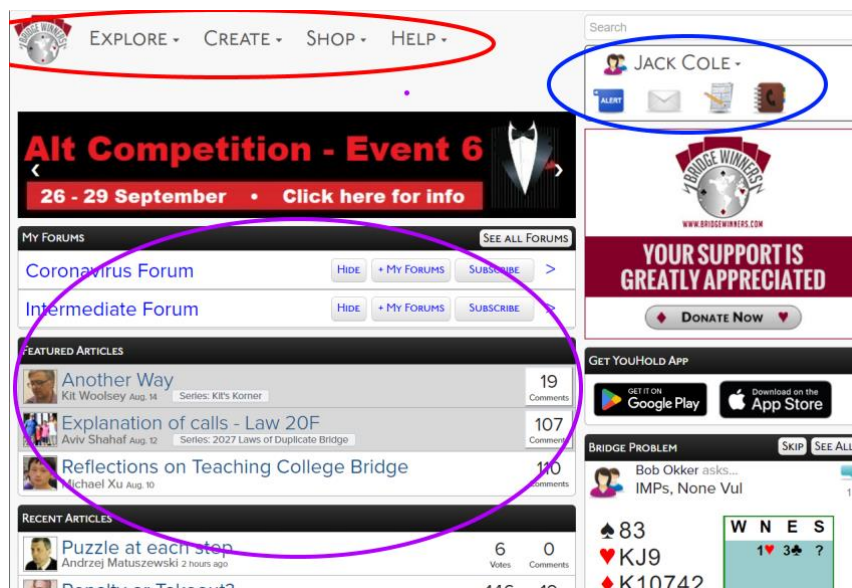 BRIDGE WINNERS
EXPLORE CREATE SHOP HELP
Search
JACK COLE
ALERT
Alt Competition - Event 6
26 - 29 September • Click here for info
BRIDGE WINNERS
WWW.BRIDGEWINNERS.COM
YOUR SUPPORT IS
GREATLY APPRECIATED
♦ DONATE NOW ♥
MY FORUMS SEE ALL FORUMS
Coronavirus Forum HIDE + MY FORUMS SUBSCRIBE >
Intermediate Forum HIDE + MY FORUMS SUBSCRIBE >
FEATURED ARTICLES
Another Way 19
Kit Woolsey Aug. 14 Series: Kit's Korner Comments
Explanation of calls - Law 20F 107
Aviv Shahaf Aug. 12 Series: 2027 Laws of Duplicate Bridge Comments
Reflections on Teaching College Bridge 110
Michael Xu Aug. 10 Comments
RECENT ARTICLES
Puzzle at each step 6 0
Andrzej Matuszewski 2 hours ago Votes Comments
GET YOUHOLD APP
GET IT ON
Google Play
Download on the
App Store
BRIDGE PROBLEM SKIP SEE ALL
Bob Okker asks...
IMPs, None Vul
♠ 83
♥ KJ9
♦ K10742
W N E S
1♥ 3♣ ?